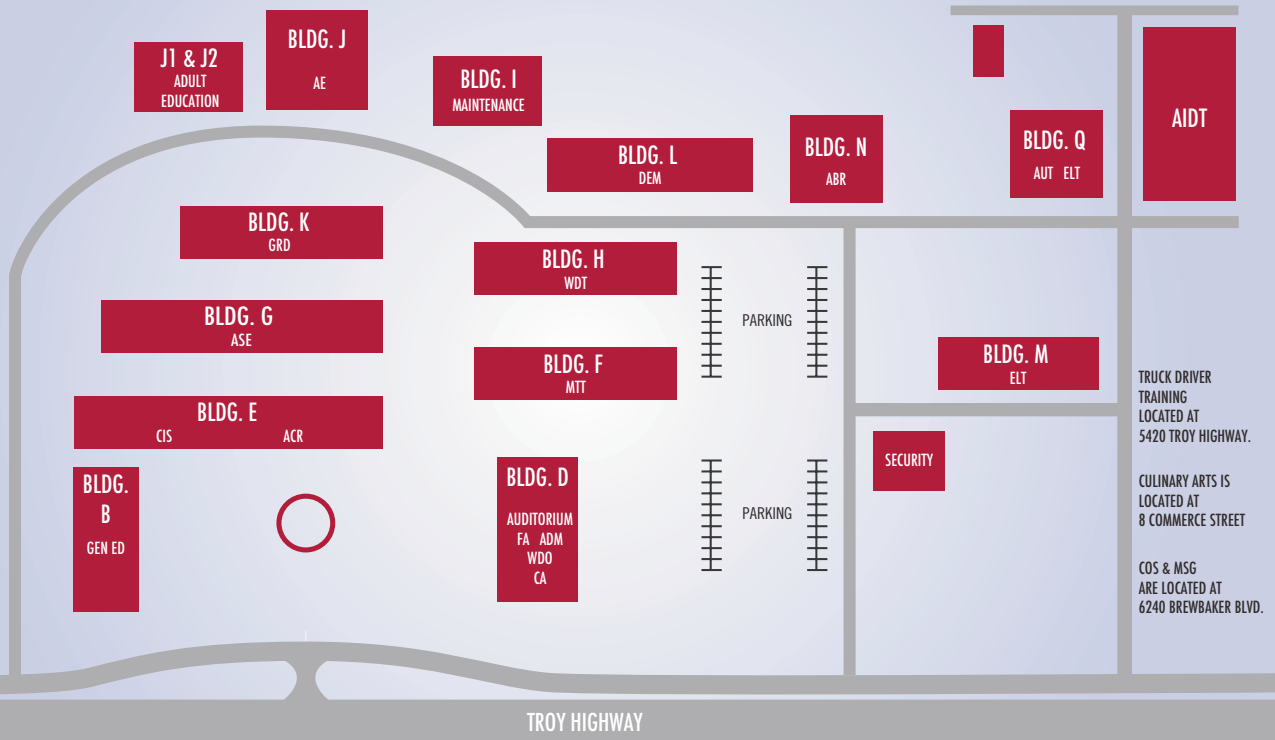 BLDG. J
AE
J1 & J2
ADULT
EDUCATION
BLDG. I
MAINTENANCE
BLDG. L
DEM
BLDG. N
ABR
BLDG. Q
AUT ELT
AIDT
BLDG. K
GRD
BLDG. H
WDT
BLDG. G
ASE
PARKING
BLDG. F
MTT
BLDG. M
ELT
BLDG. E
CIS ACR
TRUCK DRIVER
TRAINING
LOCATED AT
5420 TROY HIGHWAY.
SECURITY
BLDG.
B
GEN ED
BLDG. D
AUDITORIUM
FA ADM
WDO
CA
PARKING
CULINARY ARTS IS
LOCATED AT
8 COMMERCE STREET
COS & MSG
ARE LOCATED AT
6240 BREWBAKER BLVD.
TROY HIGHWAY